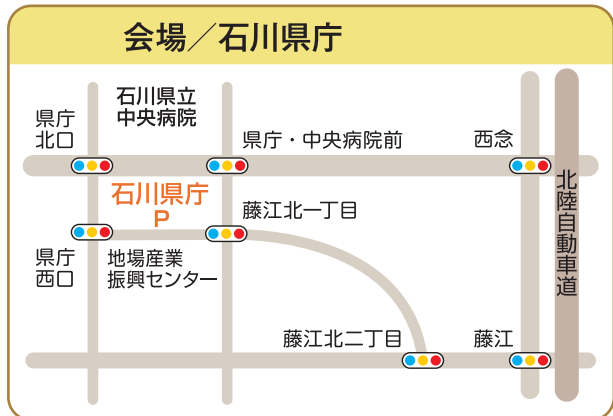 会場／石川県庁
石川県立
中央病院
県庁
北口
県庁・中央病院前
西念
石川県庁
P
藤江北一丁目
北陸自動車道
県庁
西口
地場産業
振興センター
藤江北二丁目
藤江